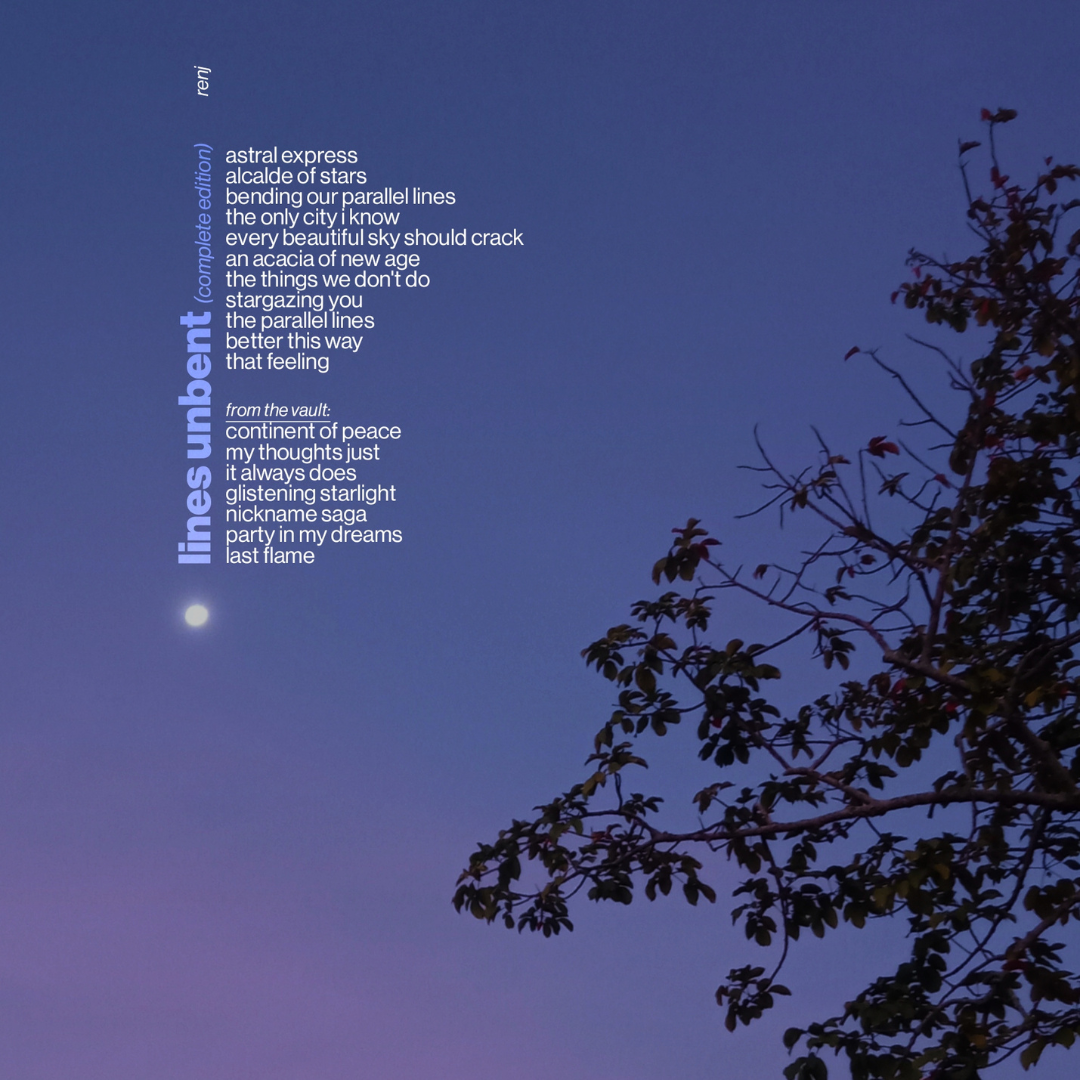 renj
lines unbent (complete edition)
astral express
alcalde of stars
bending our parallel lines
the only city i know
every beautiful sky should crack
an acacia of new age
the things we don't do
stargazing you
the parallel lines
better this way
that feeling
from the vault:
continent of peace
my thoughts just
it always does
glistening starlight
nickname saga
party in my dreams
last flame